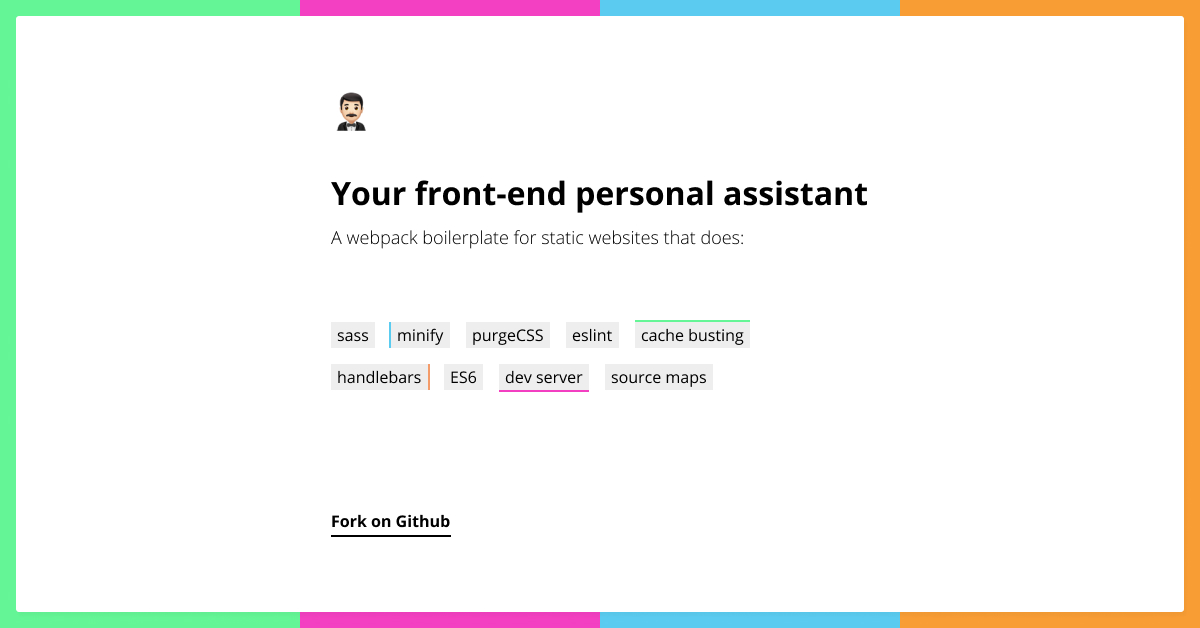 Your front-end personal assistant
A webpack boilerplate for static websites that does:
sass minify purgeCSS eslint cache busting
handlebars ES6 dev server source maps
Fork on Github